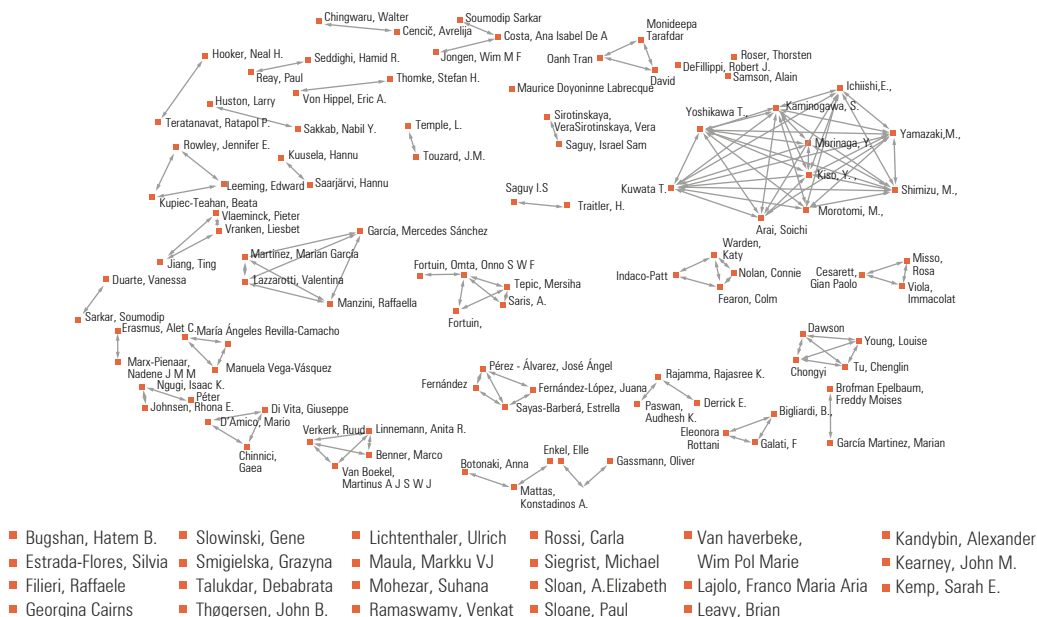 Chingwaru, Walter
Cencič, Avrelija
Soumodip Sarkar
Costa, Ana Isabel De A
Jongen, Wim M F
Monideepa
Tarafdar
Oanh Tran
David
Roser, Thorsten
DeFillippi, Robert J.
Samson, Alain
Hooker, Neal H.
Seddighi, Hamid R.
Reay, Paul
Thomke, Stefan H.
Von Hippel, Eric A.
Maurice Doyoninne Labrecque
Ichiishi,E.,
Kaminogawa, S.
Yoshikawa T.,
Yamazaki,M.,
Morinaga, Y.
Kiso, Y. ,
Kuwata T.
Shimizu, M.,
Morotomi, M.,
Arai, Soichi
Huston, Larry
Teratanavat, Ratapol P.
Sakkab, Nabil Y.
Temple, L.
Touzard, J.M.
Sirotinskaya,
VeraSirotinskaya, Vera
Saguy, Israel Sam
Rowley, Jennifer E.
Leeming, Edward
Kupiec-Teahan, Beata
Kuusela, Hannu
Saarjärvi, Hannu
Saguy I.S
Traitler, H.
Vlaeminck, Pieter
Vranken, Liesbet
Jiang, Ting
García, Mercedes Sánchez
Martínez, Marian García
Lazzarotti, Valentina
Manzini, Raffaella
Fortuin, Omta, Onno S W F
Tepic, Mersiha
Saris, A.
Fortuin,
Warden,
Katy
Indaco-Patt
Nolan, Connie
Fearon, Colm
Misso,
Rosa
Cesarett,
Gian Paolo
Viola,
Immacolat
Duarte, Vanessa
Sarkar, Soumodip
Erasmus, Alet C.
María Ángeles Revilla-Camacho
Manuela Vega-Vásquez
Marx-Pienaar,
Nadene J M M
Ngugi, Isaac K.
Péter
Johnsen, Rhona E.
Dawson
Young, Louise
Chongyi
Tu, Chenglin
Pérez - Álvarez, José Ángel
Fernández
Fernández-López, Juana
Sayas-Barberá, Estrella
Rajamma, Rajasree K.
Paswan,
Audhesh K.
Derrick E.
Brofman Epelbaum,
Freddy Moises
García Martinez, Marian
Bigliardi, B.,
Eleonora
Rottani
Galati, F
Di Vita, Giuseppe
D'Amico, Mario
Chinnici,
Gaea
Verkerk, Ruud
Linnemann, Anita R.
Benner, Marco
Van Boekel,
Martinus A J S W J
Botonaki, Anna
Mattas,
Konstadinos A.
Enkel, Elle
Gassmann, Oliver
Bugshan, Hatem B.
Estrada-Flores, Silvia
Filieri, Raffaele
Georgina Cairns
Slowinski, Gene
Smigielska, Grazyna
Talukdar, Debabrata
Thøgersen, John B.
Lichtenthaler, Ulrich
Maula, Markku VJ
Mohezar, Suhana
Ramaswamy, Venkat
Rossi, Carla
Siegrist, Michael
Sloan, A.Elizabeth
Sloane, Paul
Van haverbeke,
Wim Pol Marie
Lajolo, Franco Maria Aria
Leavy, Brian
Kandybin, Alexander
Kearney, John M.
Kemp, Sarah E.